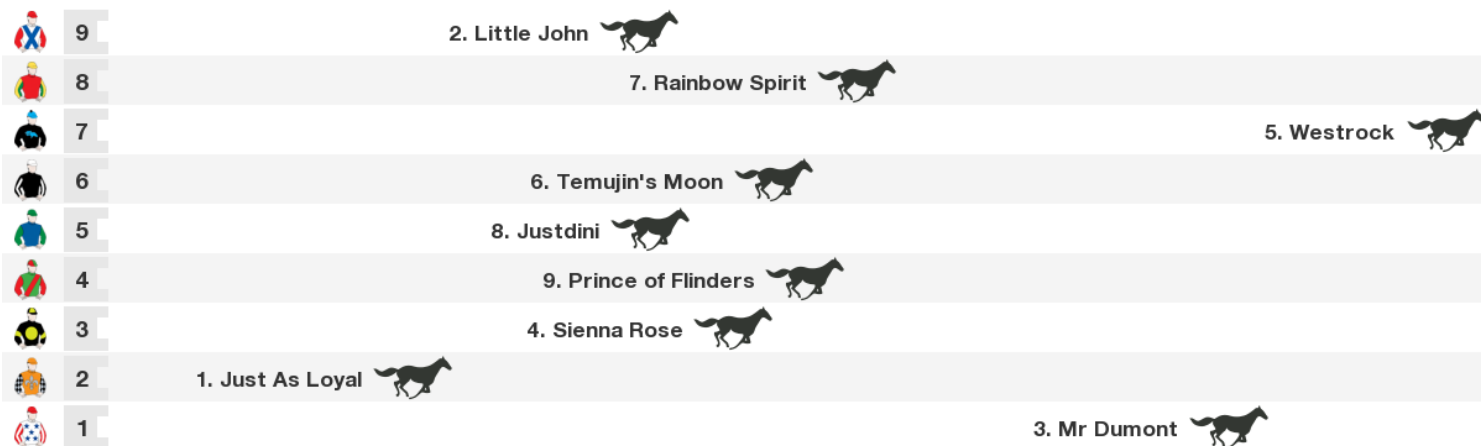 9 2. Little John
8 7. Rainbow Spirit
7 5. Westrock
6 6. Temujin's Moon
5 8. Justdini
4 9. Prince of Flinders
3 4. Sienna Rose
2 1. Just As Loyal
1 3. Mr Dumont